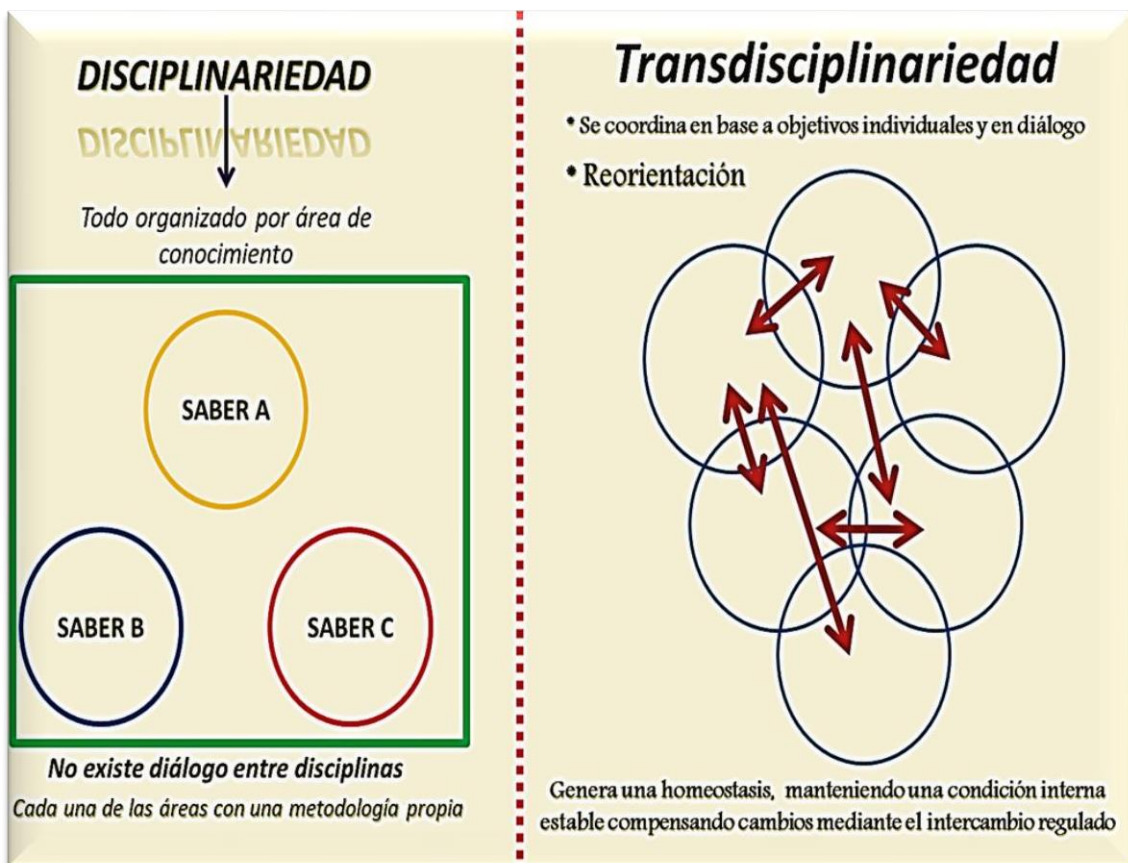 DISCIPLINARIEDAD
Todo organizado por área de
conocimiento
SABER A
SABER B
SABER C
No existe diálogo entre disciplinas
Cada una de las áreas con una metodología propia
Transdisciplinariedad
* Se coordina en base a objetivos individuales y en diálogo
* Reorientación
Genera una homeostasis, manteniendo una condición interna
estable compensando cambios mediante el intercambio regulado